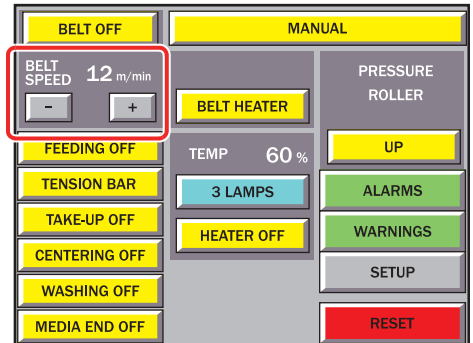 BELT OFF
MANUAL
BELT
SPEED
12 m/min
-
+
BELT HEATER
PRESSURE
ROLLER
UP
FEEDING OFF
TENSION BAR
TAKE-UP OFF
CENTERING OFF
WASHING OFF
MEDIA END OFF
TEMP 60 %
3 LAMPS
HEATER OFF
ALARMS
WARNINGS
SETUP
RESET